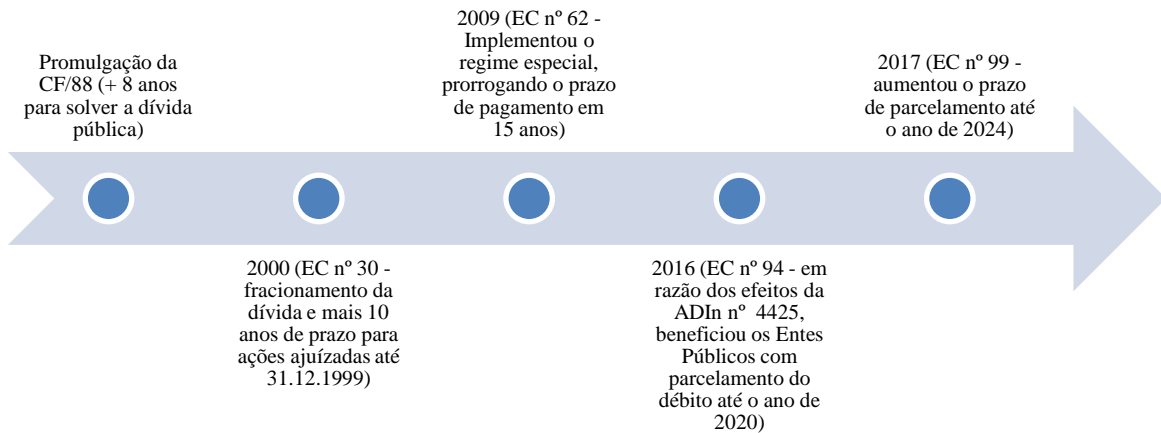 Promulgação da
CF/88 (+ 8 anos
para solver a dívida
pública)
2000 (EC nº 30 -
fracionamento da
dívida e mais 10
anos de prazo para
ações ajuízadas até
31.12.1999)
2009 (EC nº 62 -
Implementou o
regime especial,
prorrogando o prazo
de pagamento em
15 anos)
2016 (EC nº 94 - em
razão dos efeitos da
ADIn nº 4425,
beneficiou os Entes
Públicos com
parcelamento do
débito até o ano de
2020)
2017 (EC nº 99 -
aumentou o prazo
de parcelamento até
o ano de 2024)